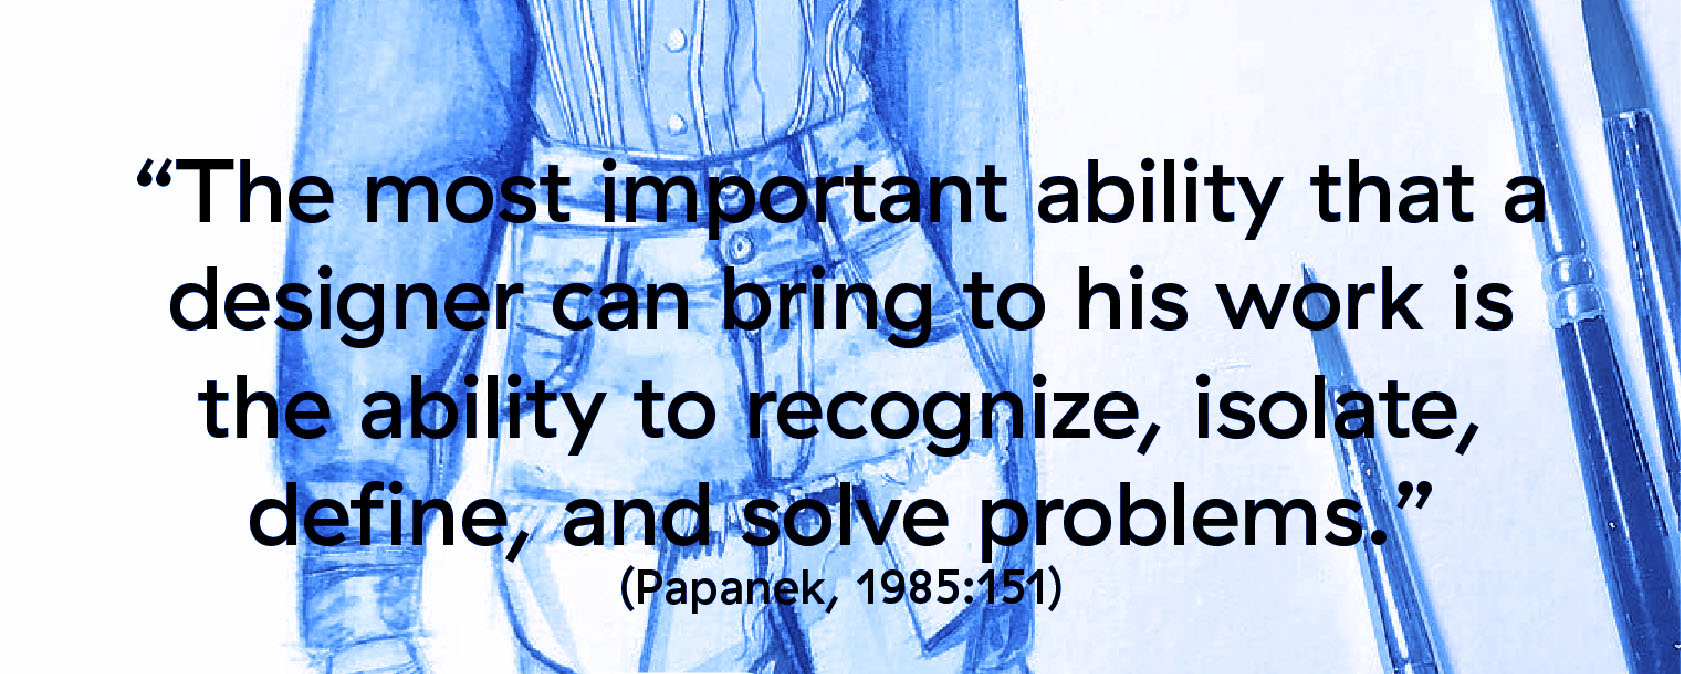 “The most important ability that a
designer can bring to his work is
the ability to recognize, isolate,
define, and solve problems.”
(Papanek, 1985:151)